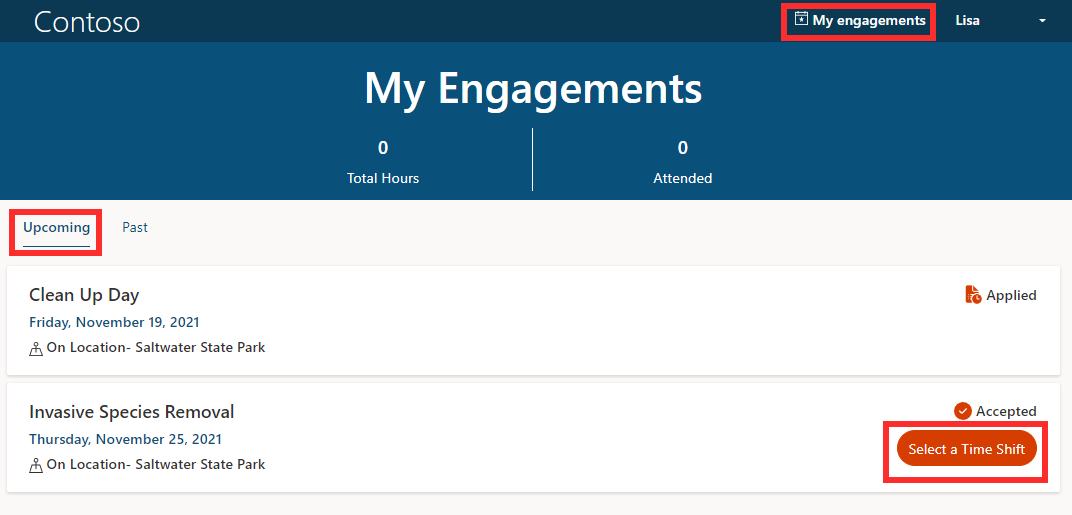 Contoso
My engagements
Lisa
My Engagements
0
Total Hours
0
Attended
Upcoming
Past
Clean Up Day
Applied
Friday, November 19, 2021
On Location- Saltwater State Park
Invasive Species Removal
Accepted
Thursday, November 25, 2021
Select a Time Shift
On Location- Saltwater State Park